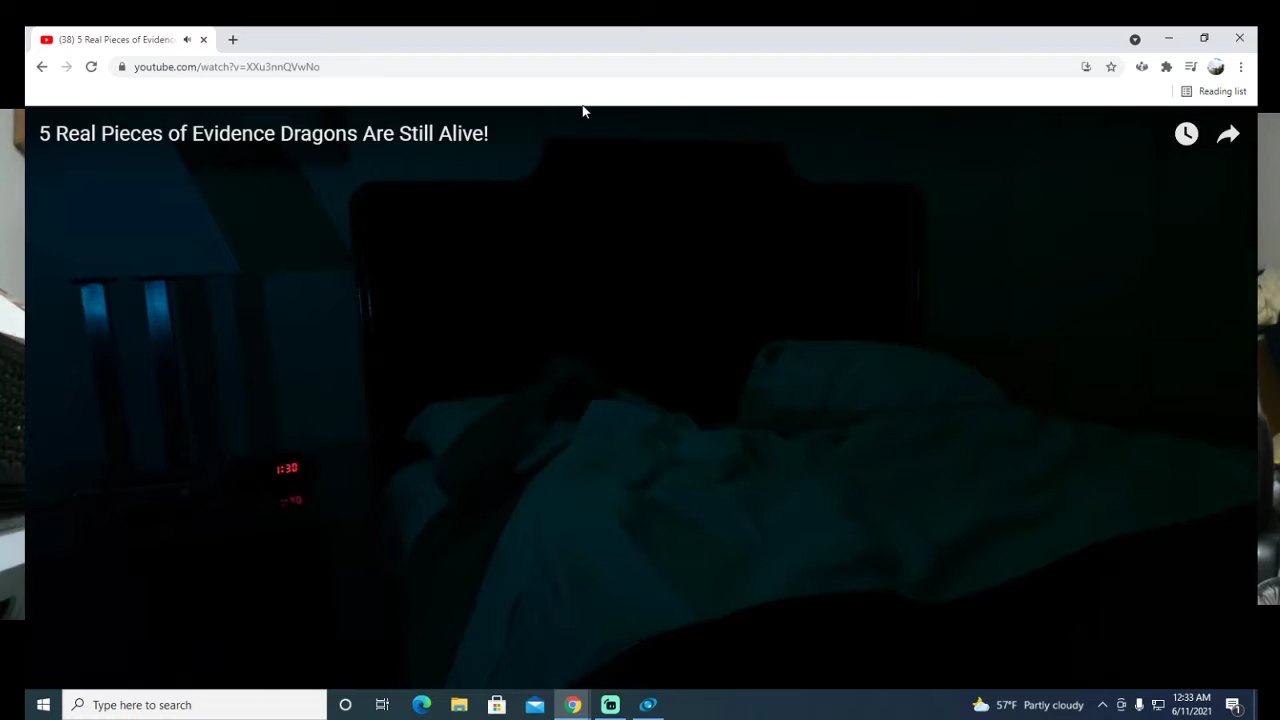 (38) 5 Real Pieces of Evidenc
youtube.com/watch?v=XXu3nnQVwNo
Reading list
5 Real Pieces of Evidence Dragons Are Still Alive!
1:30
Type here to search
57°F Partly cloudy
12:33 AM
6/11/2021
1